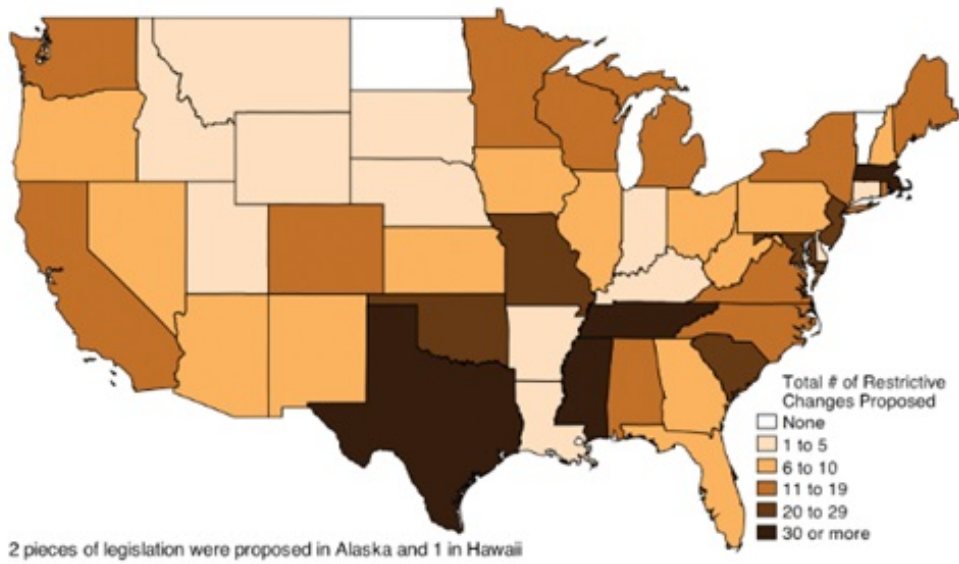 Total # of Restrictive
Changes Proposed
None
1 to 5
6 to 10
11 to 19
20 to 29
30 or more
2 pieces of legislation were proposed in Alaska and 1 in Hawaii